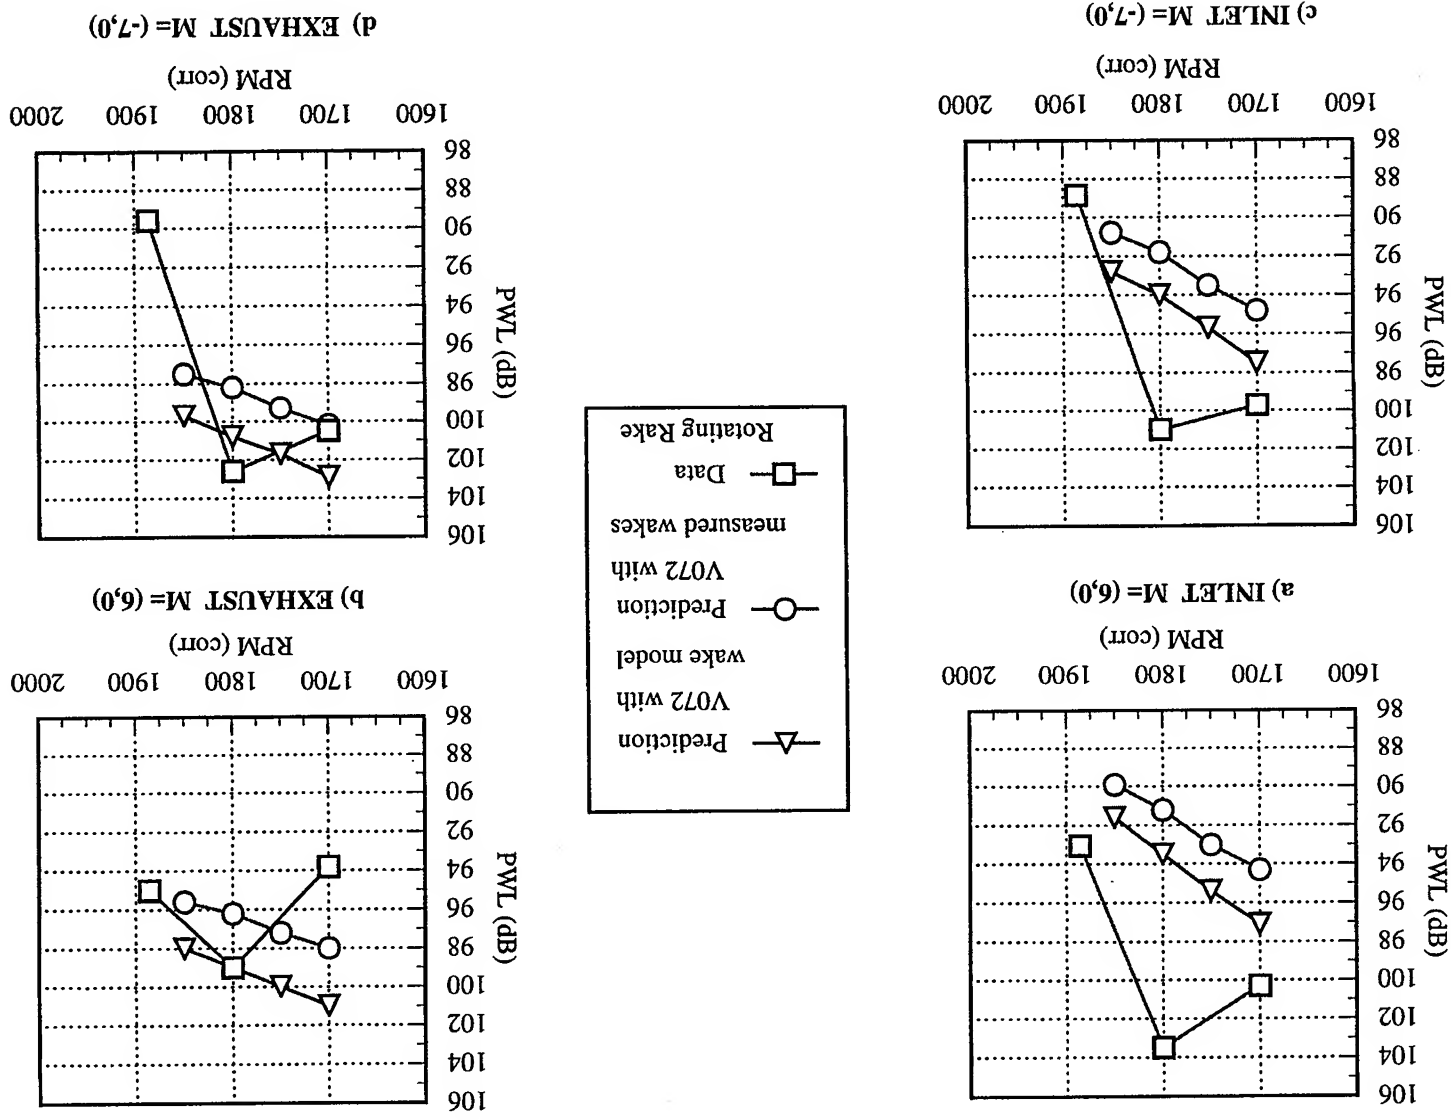 PWL (dB)
106
104
102
100
98
96
94
92
90
88
86
1600 1700 1800 1900 2000
RPM (corr)
a) INLET M= (6,0)
PWL (dB)
106
104
102
100
98
96
94
92
90
88
86
1600 1700 1800 1900 2000
RPM (corr)
b) EXHAUST M= (6,0)
Prediction
V072 with
wake model
Prediction
V072 with
measured wakes
Data
Rotating Rake
PWL (dB)
106
104
102
100
98
96
94
92
90
88
86
1600 1700 1800 1900 2000
RPM (corr)
c) INLET M= (-7,0)
PWL (dB)
106
104
102
100
98
96
94
92
90
88
86
1600 1700 1800 1900 2000
RPM (corr)
d) EXHAUST M= (-7,0)